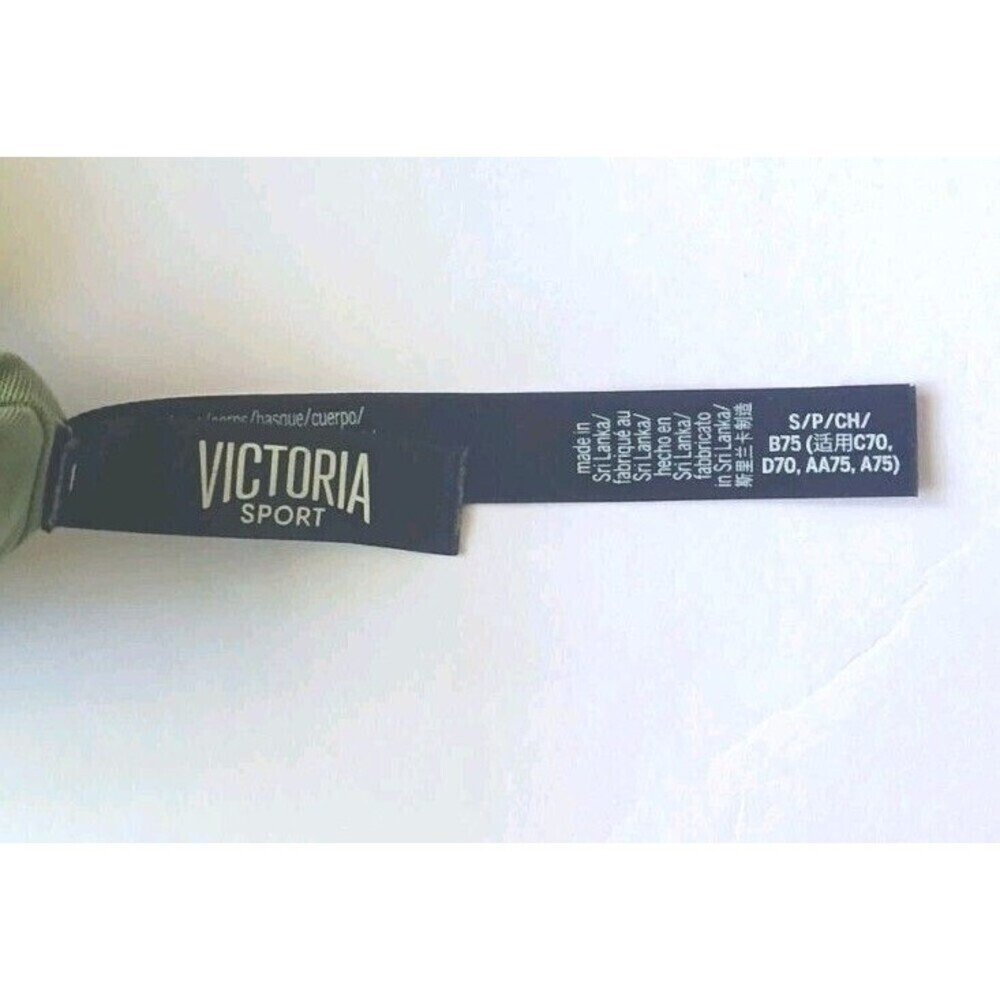 /corps/basque/cuerpo/
VICTORIA
SPORT
made in
Sri Lanka/
fabriqué au
Sri Lanka/
hecho en
Sri Lanka/
fabbricato
in Sri Lanka/
斯里兰卡制造
S/P/CH/
B75 (适用C70,
D70, AA75, A75)